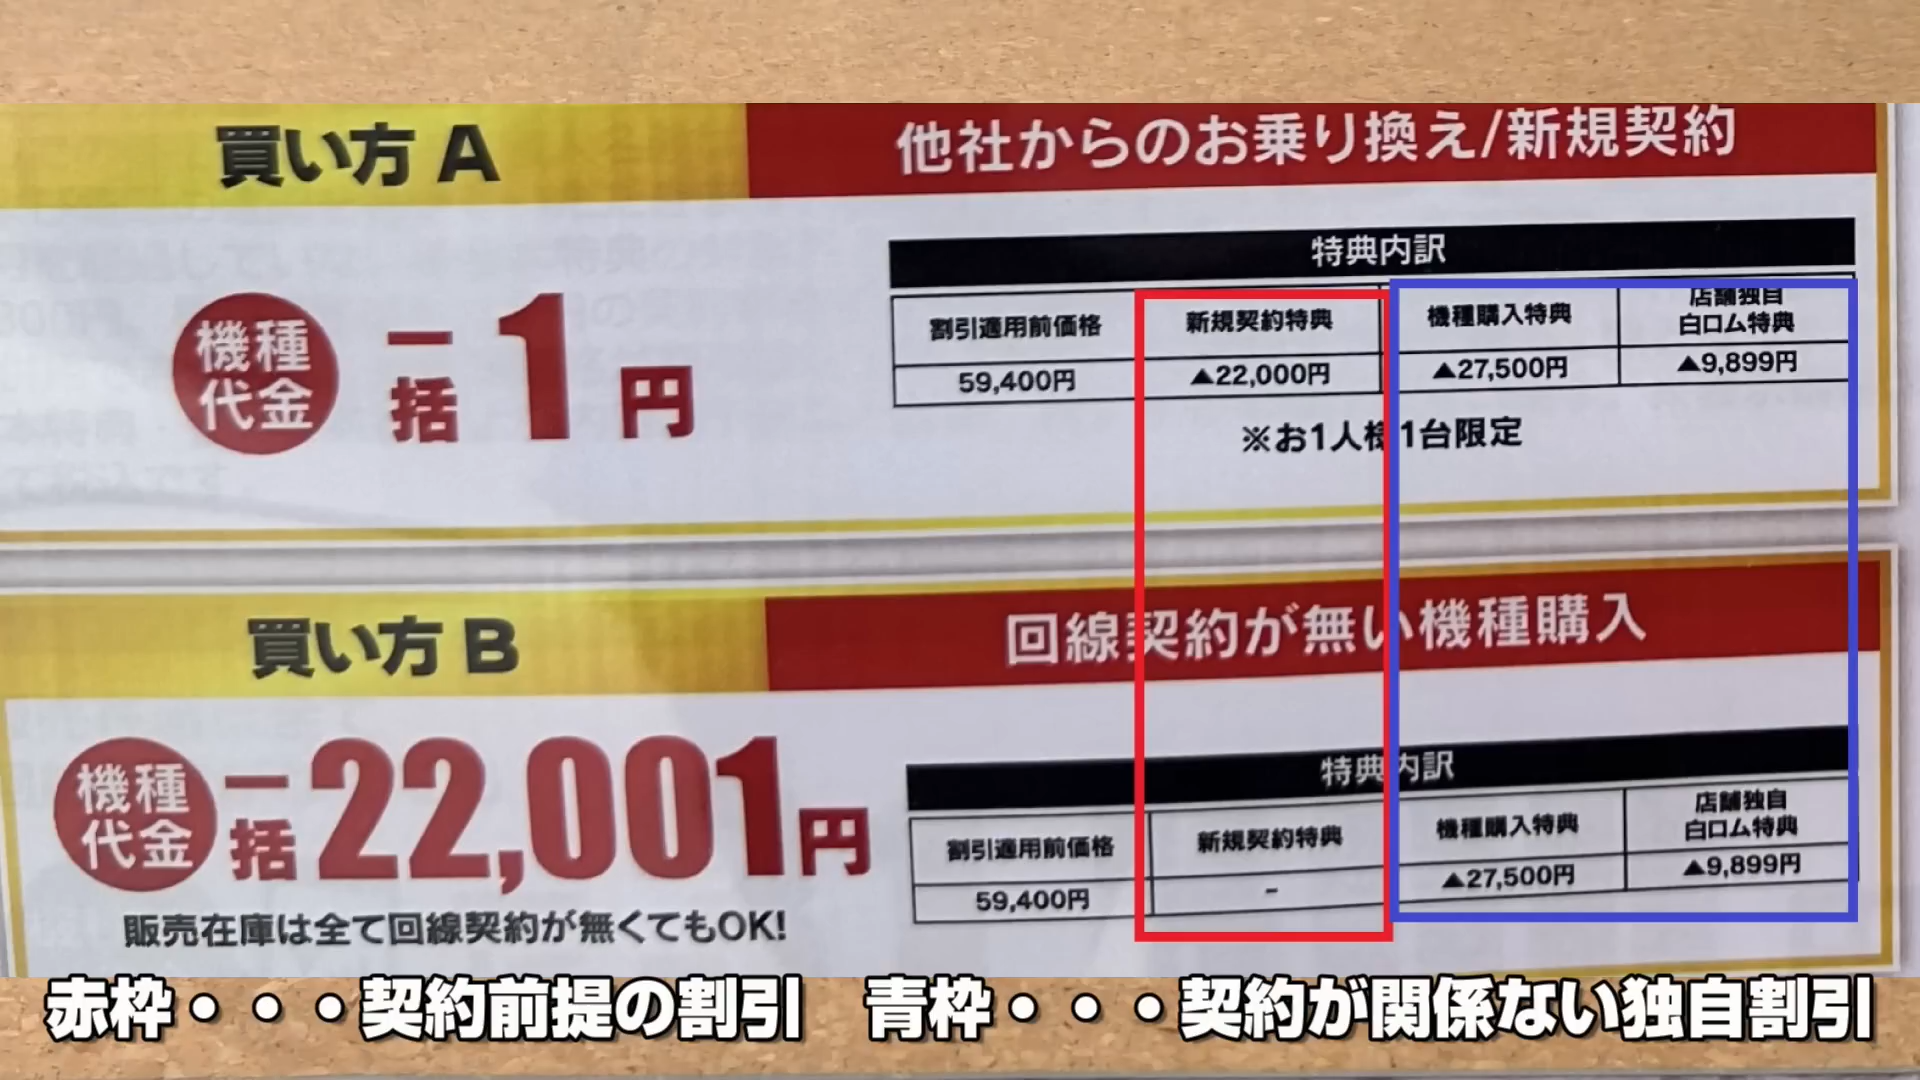 買い方 A
他社からのお乗り換え/新規契約
機種
代金
一括
1円
特典内訳
割引適用前価格
新規契約特典
機種購入特典
店舗独自
白ロム特典
59,400円
▲22,000円
▲27,500円
▲9,899円
※お1人様1台限定
買い方 B
回線契約が無い機種購入
機種
代金
一括
22,001円
販売在庫は全て回線契約が無くてもOK!
特典内訳
割引適用前価格
新規契約特典
機種購入特典
店舗独自
白ロム特典
59,400円
-
▲27,500円
▲9,899円
赤枠・・・契約前提の割引 青枠・・・契約が関係ない独自割引